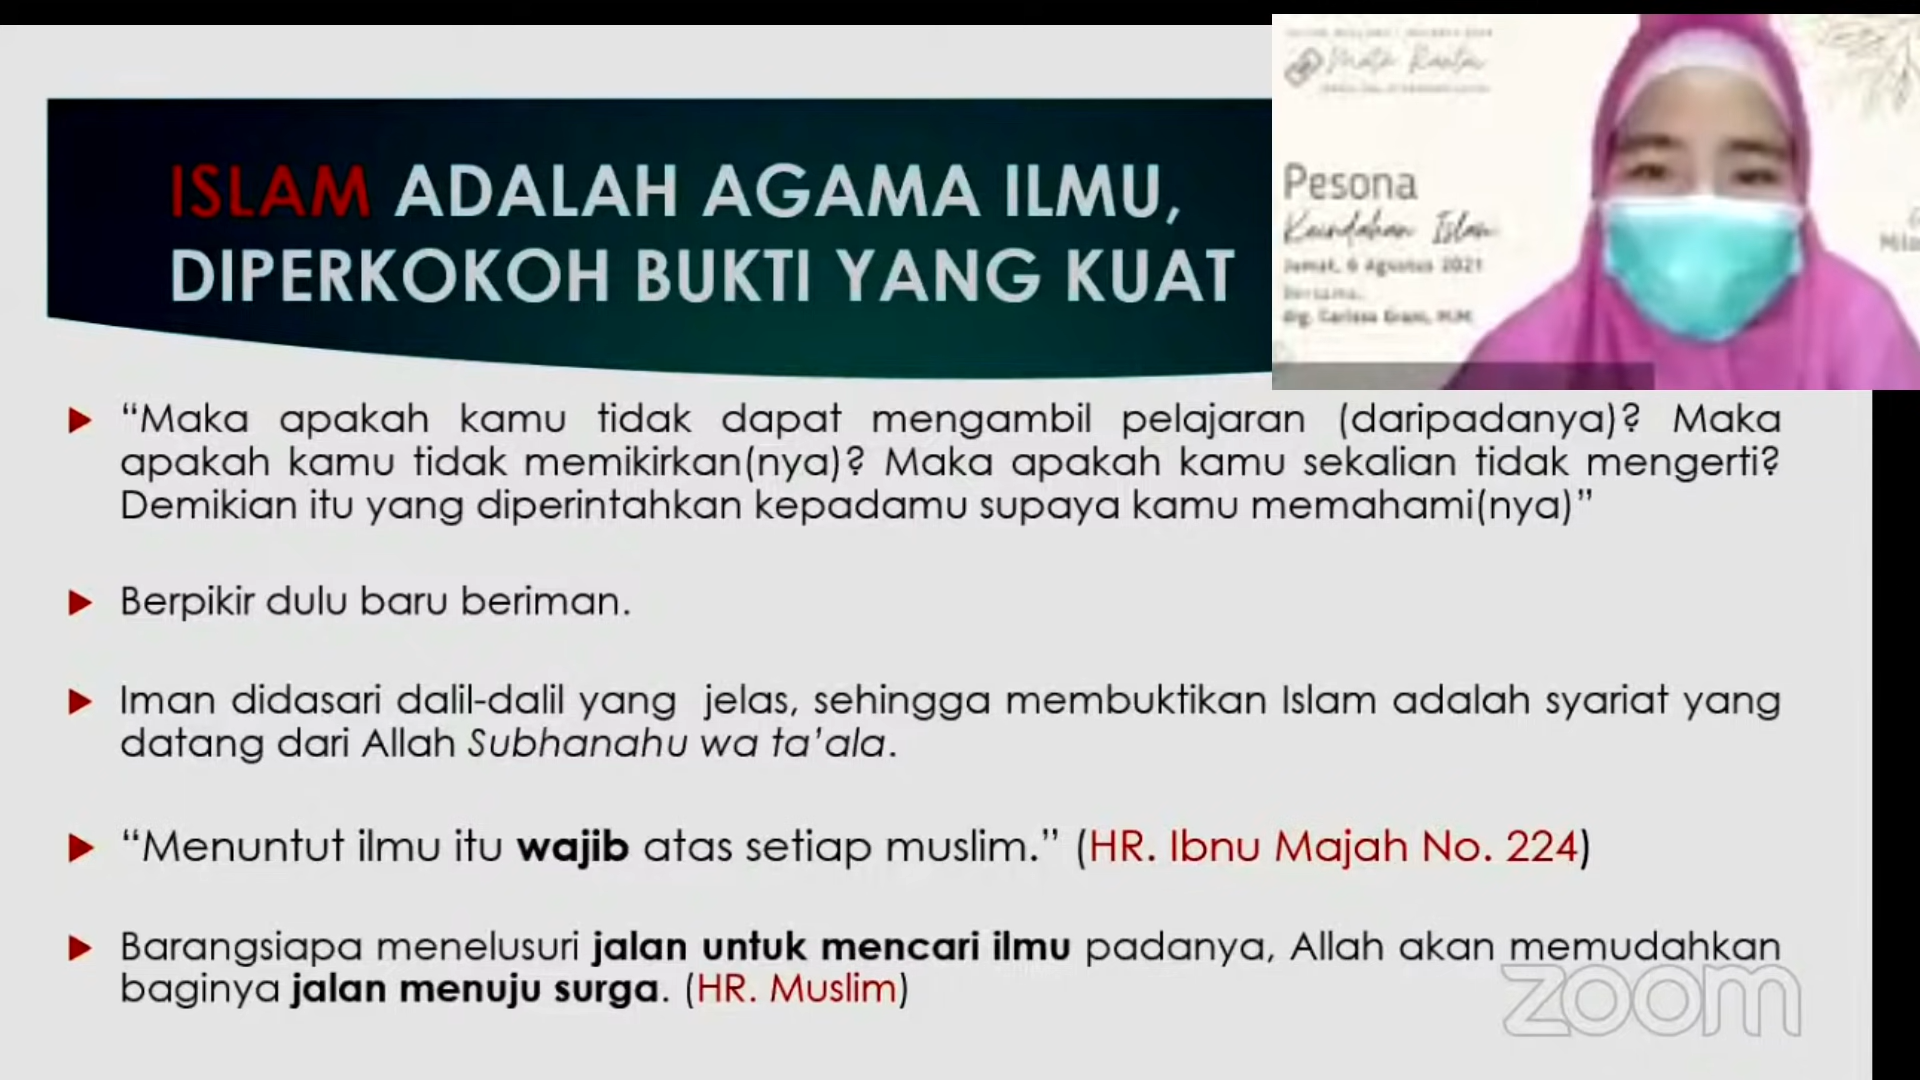 ISLAM ADALAH AGAMA ILMU,
DIPERKOKOH BUKTI YANG KUAT
Pesona
Keindahan Islam
Jumat, 6 Agustus 2021
Bersama,
“Maka apakah kamu tidak dapat mengambil pelajaran (daripadanya)? Maka
apakah kamu tidak memikirkan(nya)? Maka apakah kamu sekalian tidak mengerti?
Demikian itu yang diperintahkan kepadamu supaya kamu memahami(nya)”
Berpikir dulu baru beriman.
Iman didasari dalil-dalil yang jelas, sehingga membuktikan Islam adalah syariat yang
datang dari Allah Subhanahu wa ta’ala.
“Menuntut ilmu itu wajib atas setiap muslim.” (HR. Ibnu Majah No. 224)
Barangsiapa menelusuri jalan untuk mencari ilmu padanya, Allah akan memudahkan
baginya jalan menuju surga. (HR. Muslim)
zoom